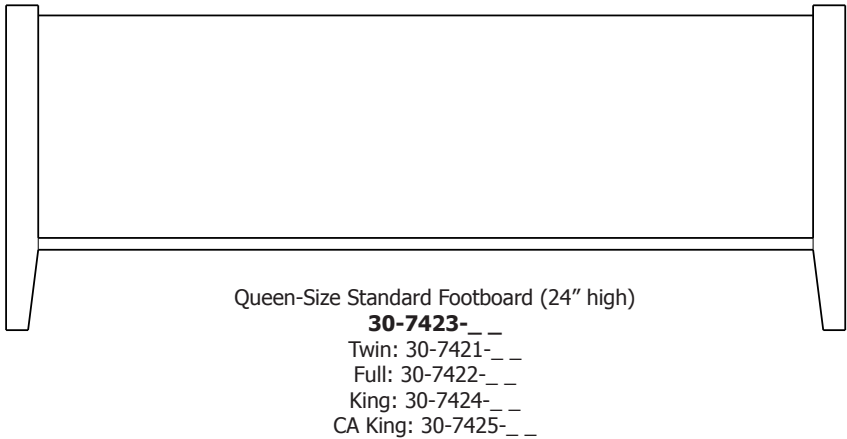 Queen-Size Standard Footboard (24” high)
30-7423-_ _
Twin: 30-7421-_ _
Full: 30-7422-_ _
King: 30-7424-_ _
CA King: 30-7425-_ _